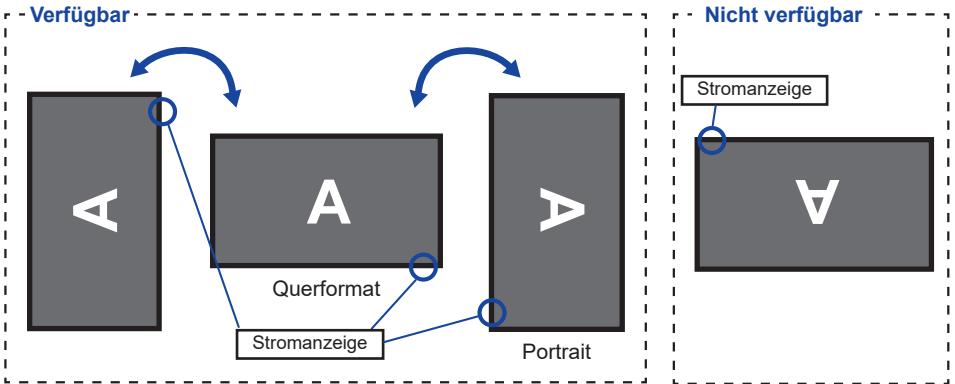 Verfügbar
Nicht verfügbar
Stromanzeige
A
A
A
A
Querformat
Stromanzeige
Portrait